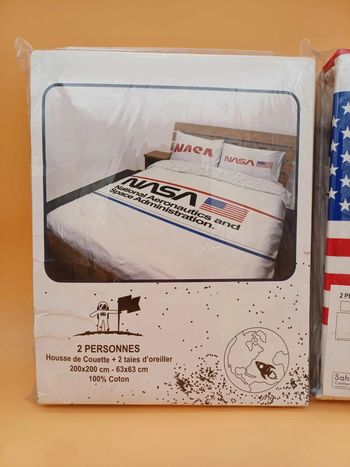 NASA
NASA
NASA
National Aeronautics and
Space Administration.
2 PERSONNES
Housse de Couette + 2 taies d'oreiller
200x200 cm - 63x63 cm
100% Coton
2 P
Sah